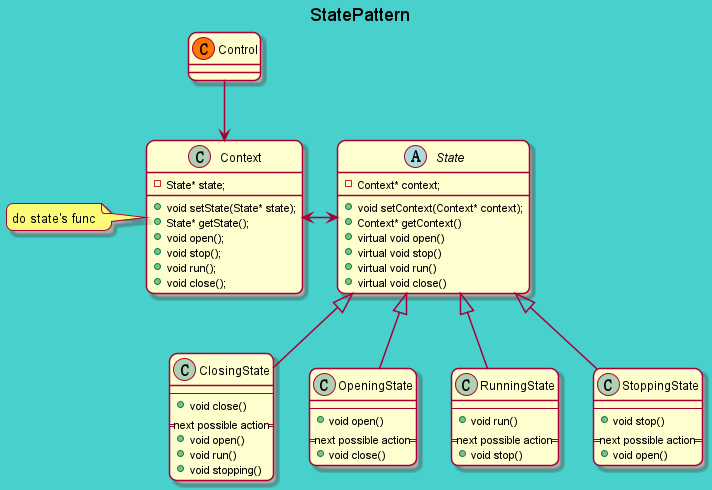 StatePattern
C Control
C Context
State* state;
void setState(State* state);
State* getState();
void open();
void stop();
void run();
void close();
do state's func
A State
Context* context;
void setContext(Context* context);
Context* getContext()
virtual void open()
virtual void stop()
virtual void run()
virtual void close()
C ClosingState
void close()
next possible action
void open()
void run()
void stopping()
C OpeningState
void open()
next possible action
void close()
C RunningState
void run()
next possible action
void stop()
C StoppingState
void stop()
next possible action
void open()